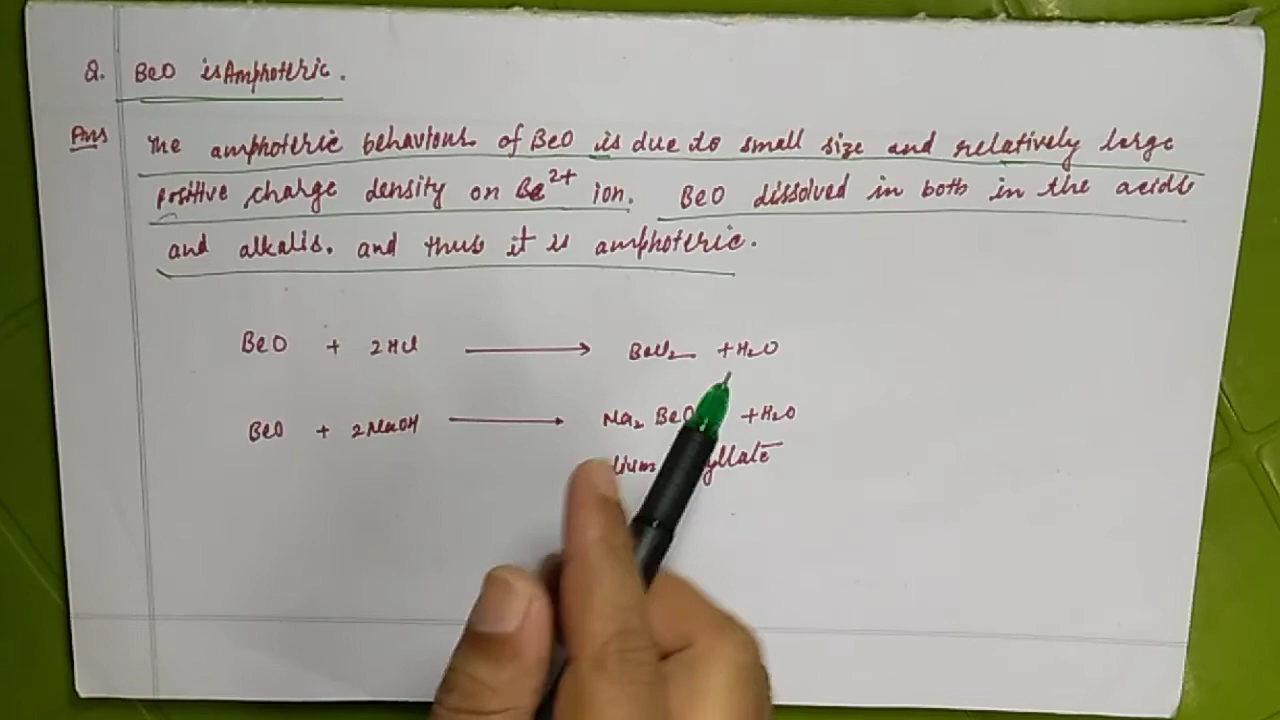 Q. BeO is Amphoteric.
Ans The amphoteric behaviour of BeO is due to small size and relatively large
positive charge density on Be2+ ion. BeO dissolved in both in the acids
and alkalis. and thus it is amphoteric.
BeO + 2HCl ⟶ BeCl2 + H2O
BeO + 2NaOH ⟶ Na2 BeO + H2O